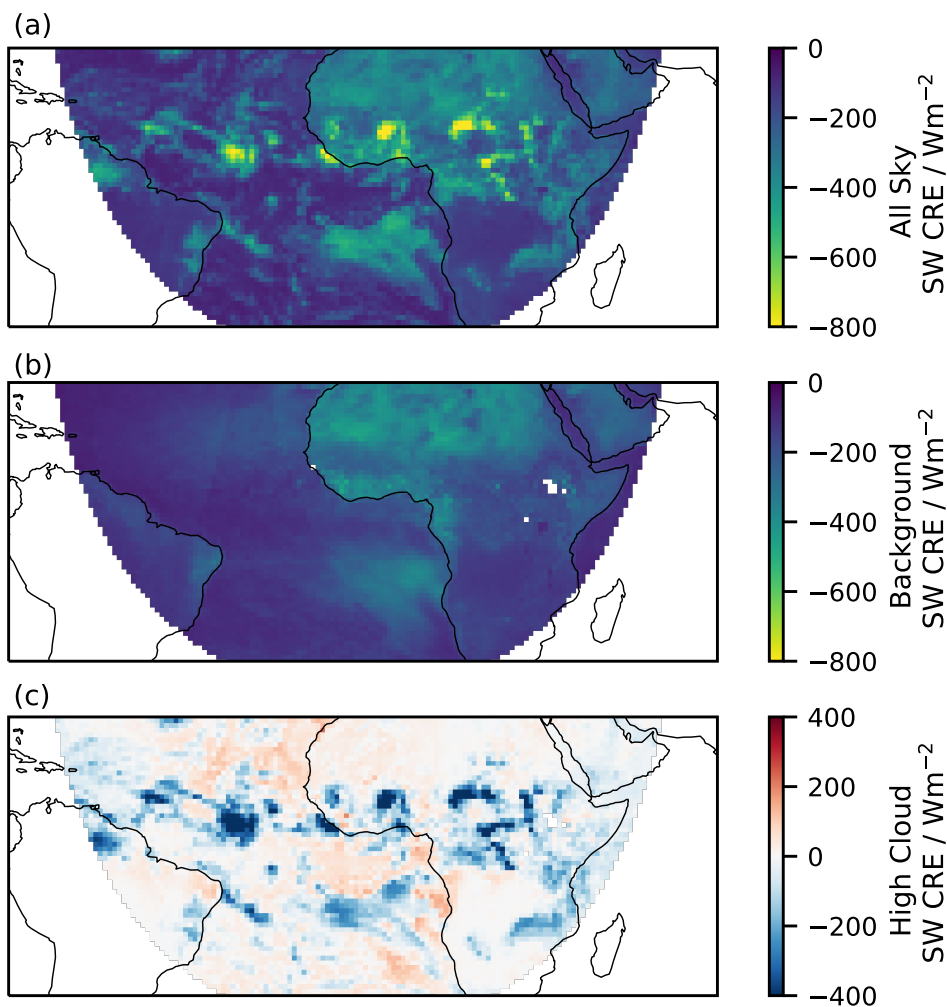 (a)
0
−200
−400
−600
−800
All Sky
SW CRE / Wm−2
(b)
0
−200
−400
−600
−800
Background
SW CRE / Wm−2
(c)
400
200
0
−200
−400
High Cloud
SW CRE / Wm−2